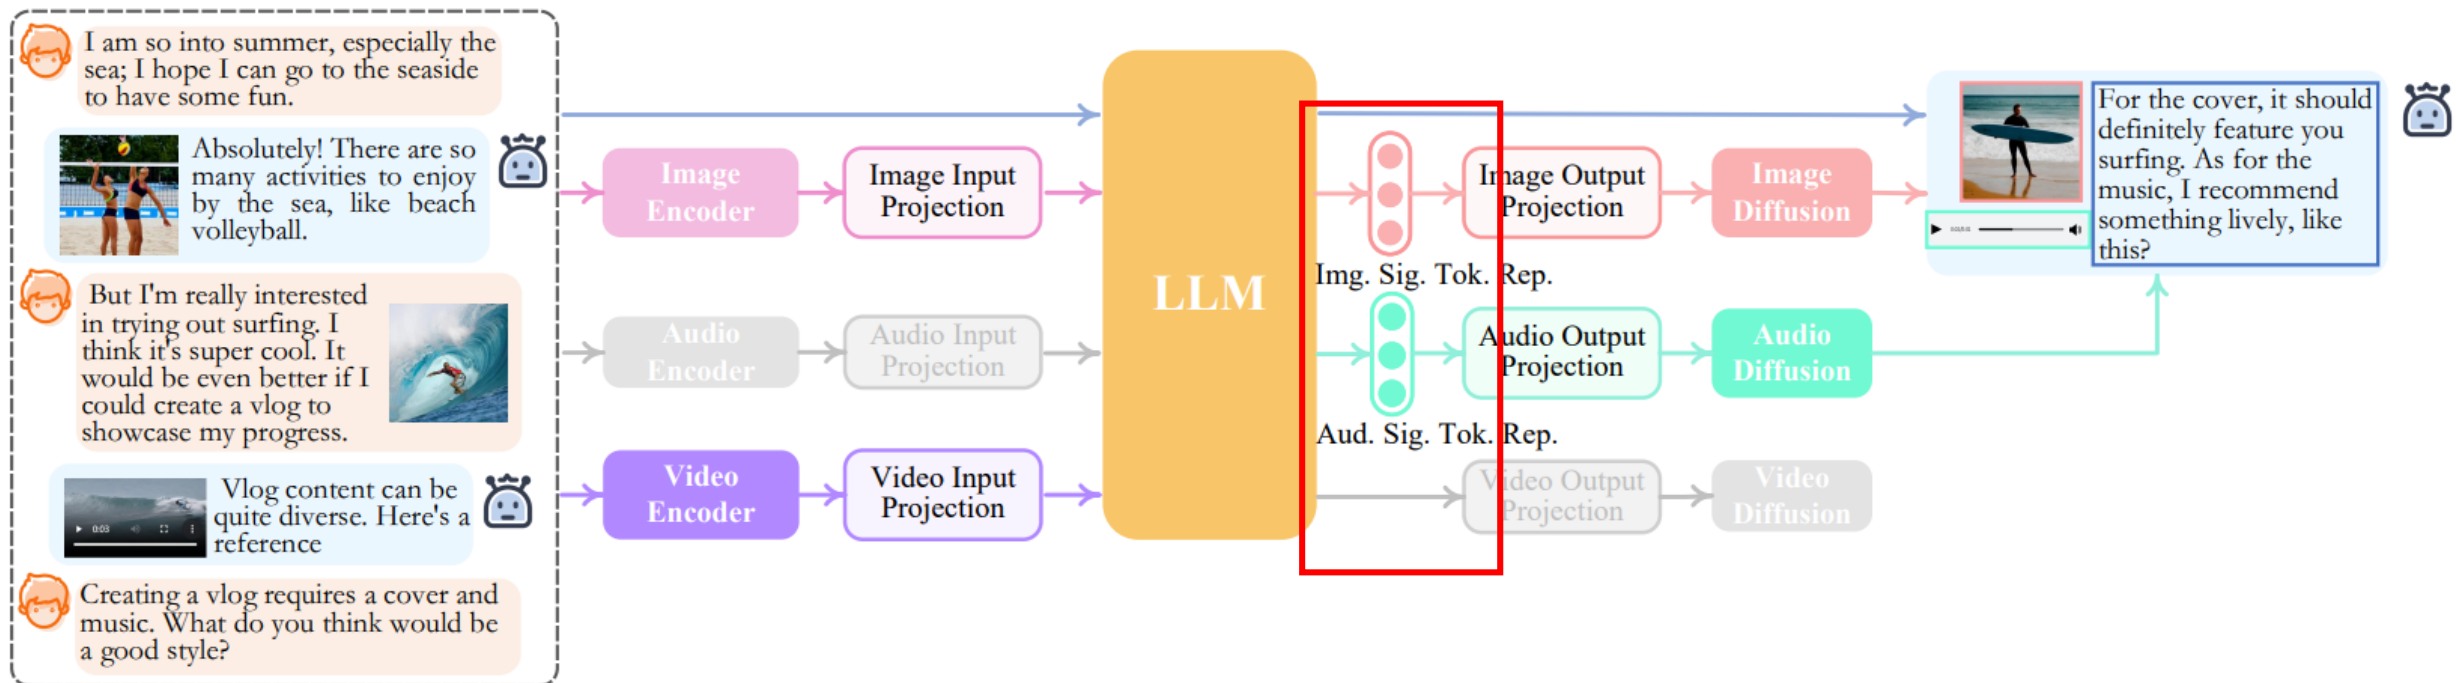 I am so into summer, especially the
sea; I hope I can go to the seaside
to have some fun.
Absolutely! There are so
many activities to enjoy
by the sea, like beach
volleyball.
But I'm really interested
in trying out surfing. I
think it's super cool. It
would be even better if I
could create a vlog to
showcase my progress.
Vlog content can be
quite diverse. Here's a
reference
0:03
Creating a vlog requires a cover and
music. What do you think would be
a good style?
Image
Encoder
Image Input
Projection
Audio
Encoder
Audio Input
Projection
Video
Encoder
Video Input
Projection
LLM
Img. Sig. Tok. Rep.
Aud. Sig. Tok. Rep.
Image Output
Projection
Image
Diffusion
Audio Output
Projection
Audio
Diffusion
Video Output
Projection
Video
Diffusion
For the cover, it should
definitely feature you
surfing. As for the
music, I recommend
something lively, like
this?